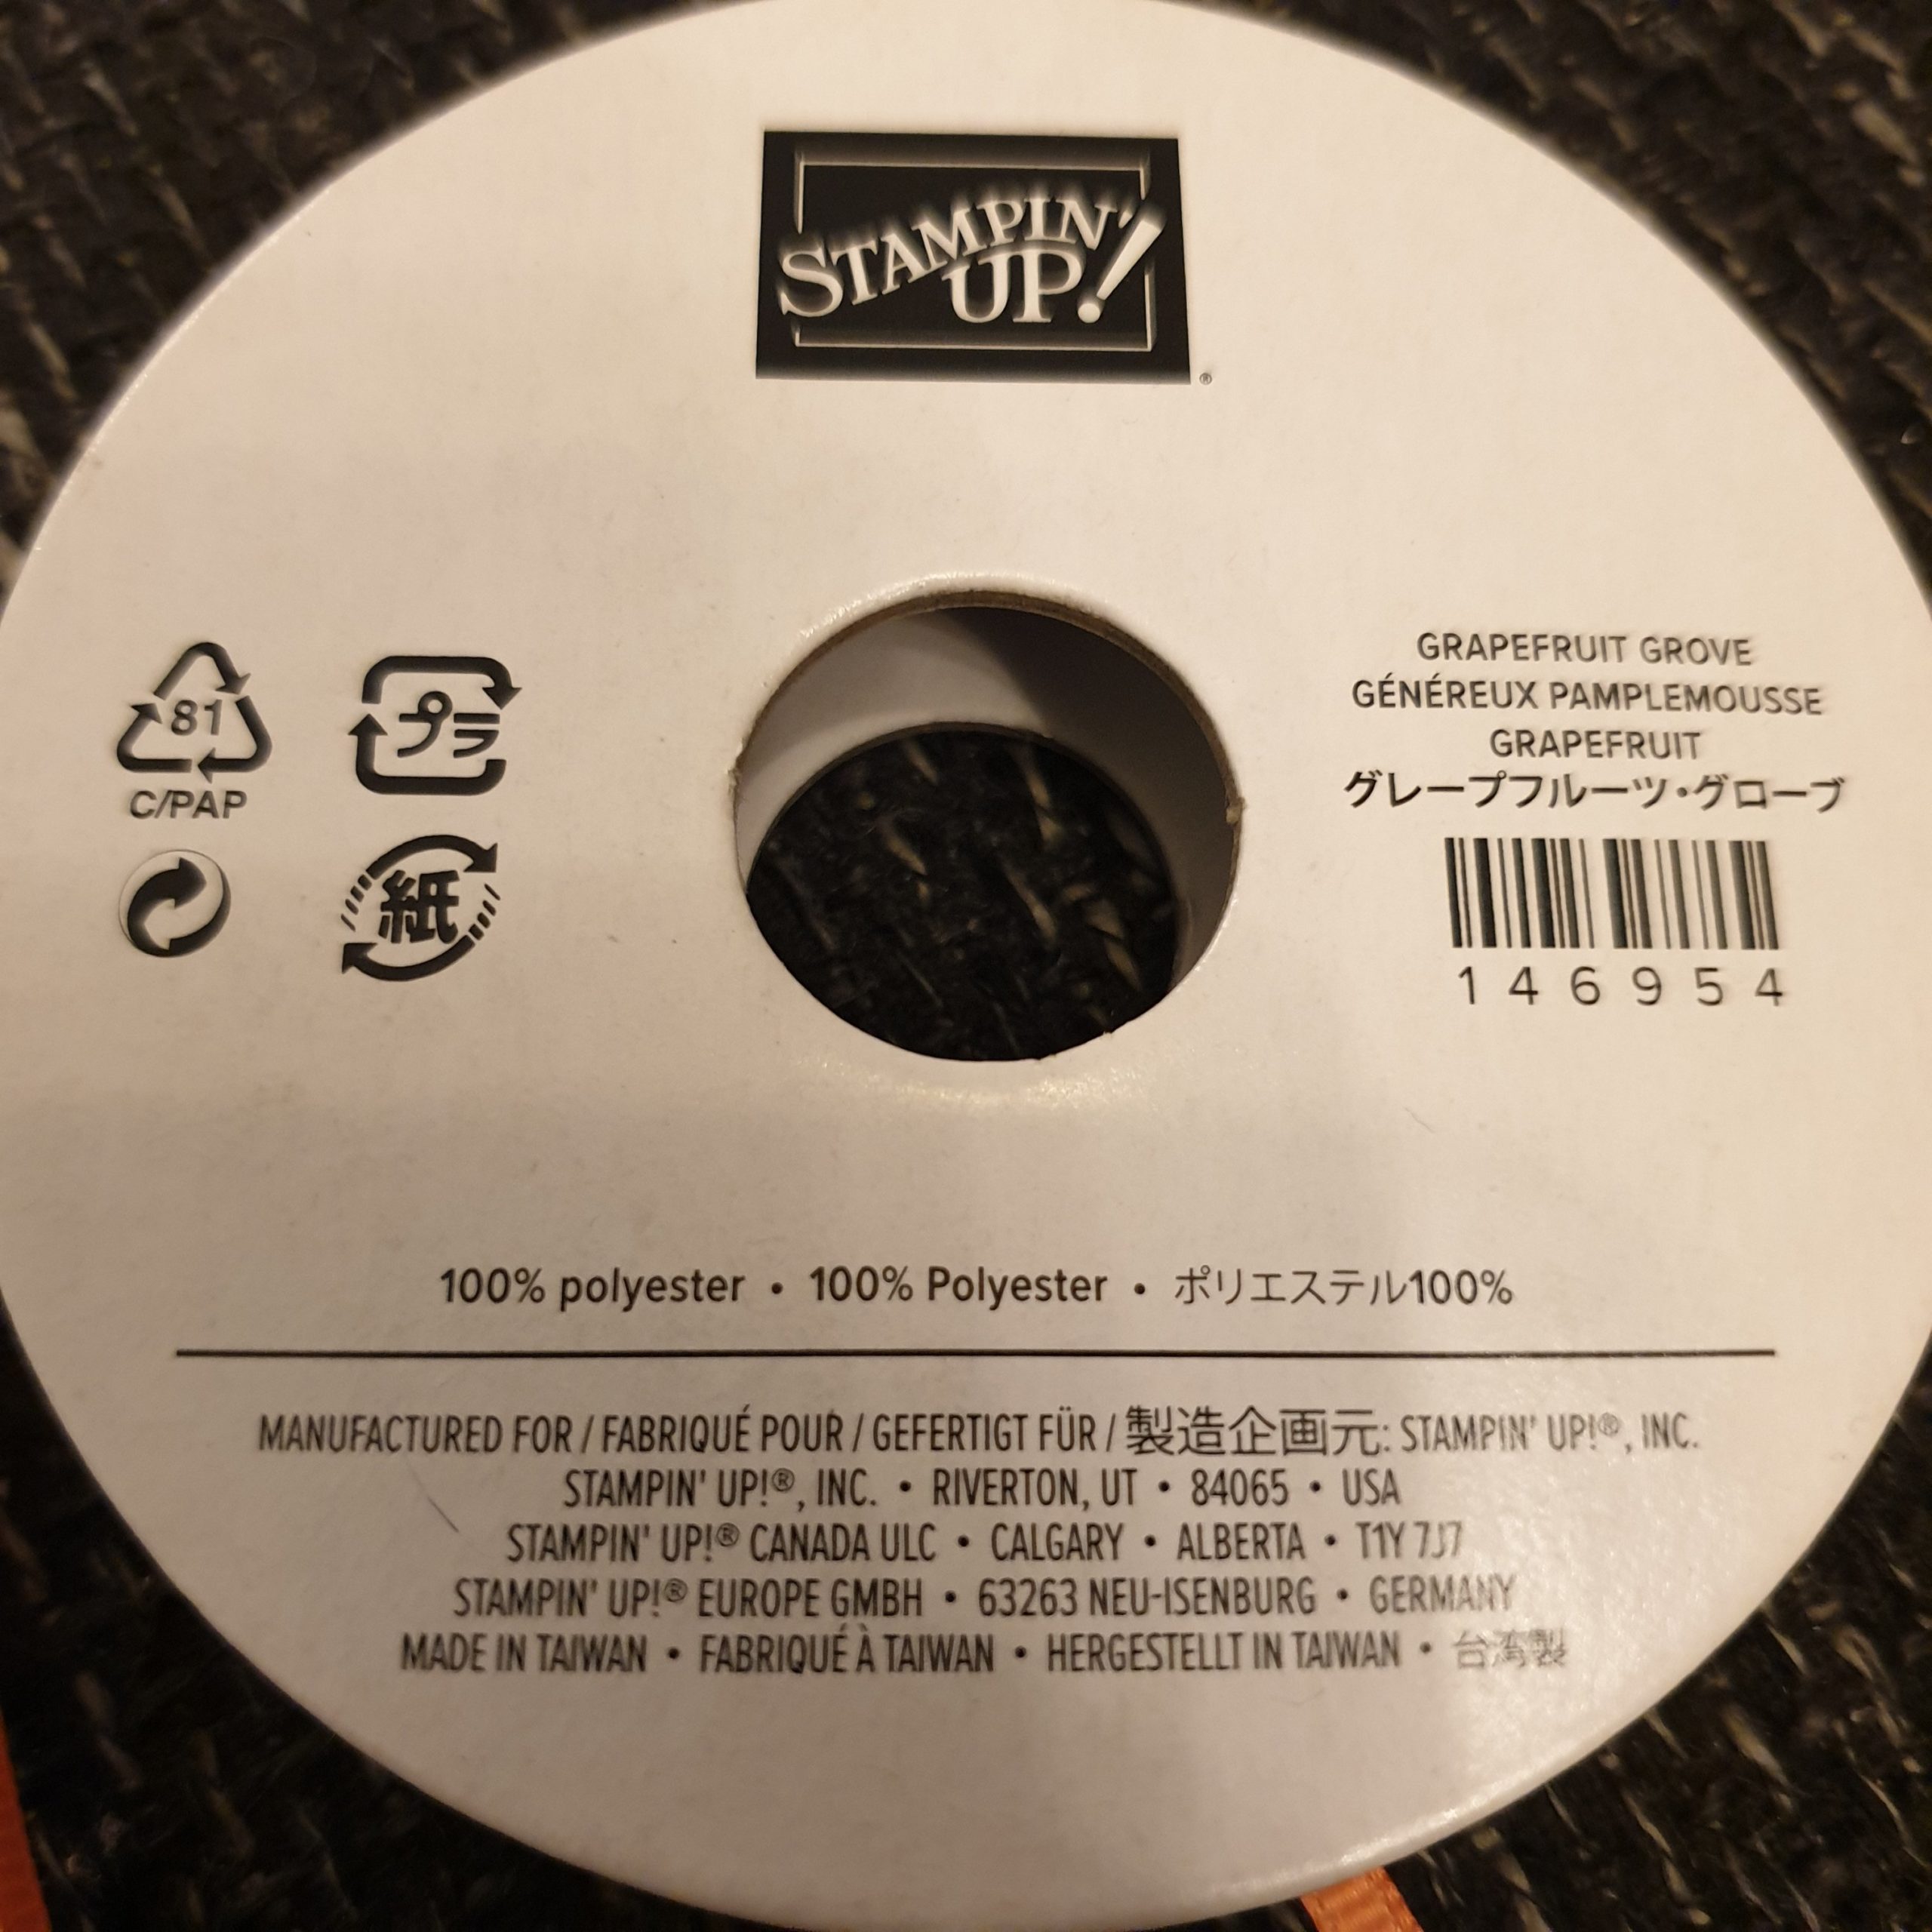 STAMPIN'
UP!
®
81
C/PAP
プラ
紙
GRAPEFRUIT GROVE
GÉNÉREUX PAMPLEMOUSSE
GRAPEFRUIT
グレープフルーツ・グローブ
146954
100% polyester • 100% Polyester • ポリエステル100%
MANUFACTURED FOR / FABRIQUÉ POUR / GEFERTIGT FÜR / 製造企画元: STAMPIN' UP!®, INC.
STAMPIN' UP!®, INC. • RIVERTON, UT • 84065 • USA
STAMPIN' UP!® CANADA ULC • CALGARY • ALBERTA • T1Y 7J7
STAMPIN' UP!® EUROPE GMBH • 63263 NEU-ISENBURG • GERMANY
MADE IN TAIWAN • FABRIQUÉ À TAIWAN • HERGESTELLT IN TAIWAN • 台湾製